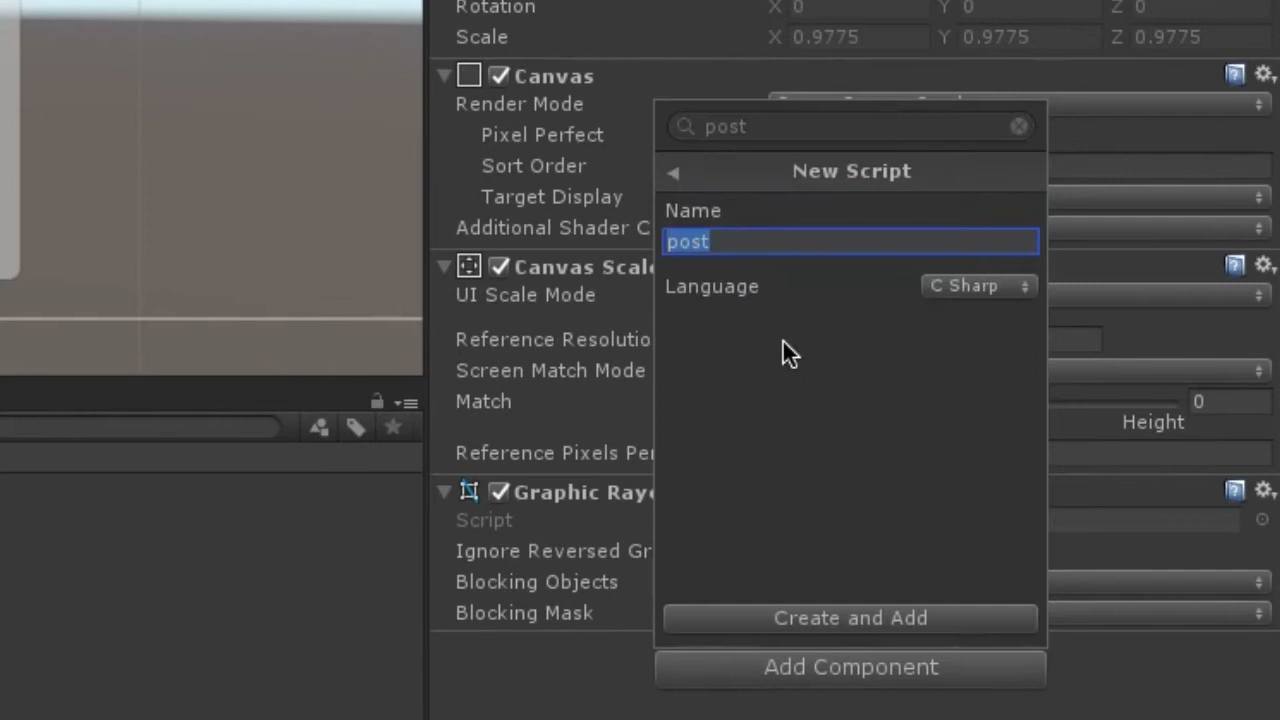 Rotation X 0 Y 0 Z 0
Scale X 0.9775 Y 0.9775 Z 0.9775
Canvas
Render Mode
post
Pixel Perfect
New Script
Sort Order
Target Display
Name
Additional Shader C
post
Canvas Scale
Language C Sharp
UI Scale Mode
Reference Resolutio
Screen Match Mode
Match 0
Height
Reference Pixels Per
Graphic Raye
Script
Ignore Reversed Gr
Blocking Objects
Blocking Mask
Create and Add
Add Component